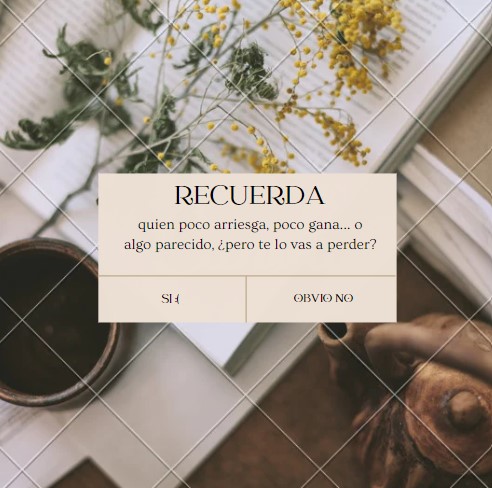 RECUERDA
quien poco arriesga, poco gana... o
algo parecido, ¿pero te lo vas a perder?
SI :(
OBVIO NO